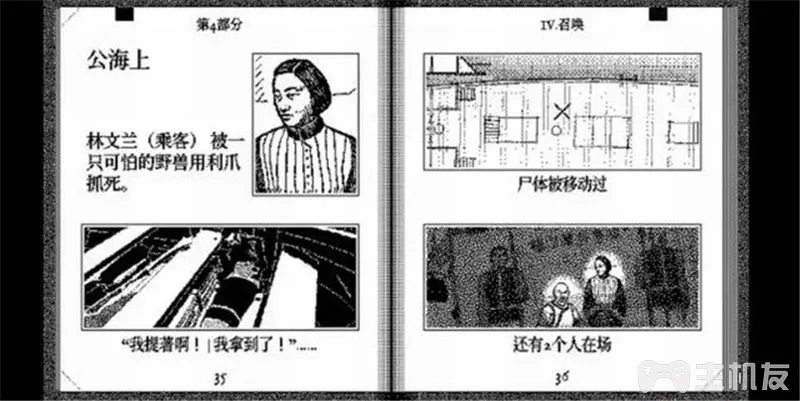 第4部分
公海上
林文兰（乘客） 被一
只可怕的野兽用利爪
抓死。
“我提著啊！|我拿到了！”……
35
IV.召唤
尸体被移动过
还有2个人在场
36
主机友